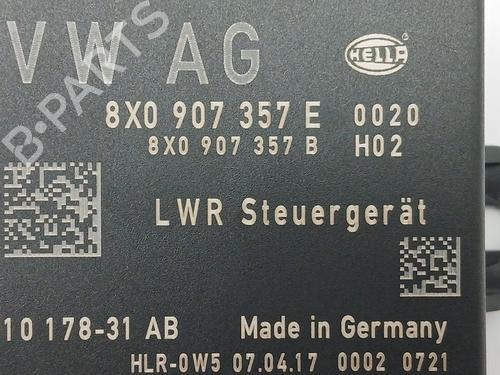 VW AG
HELLA
8X0 907 357 E 0020
8X0 907 357 B H02
LWR Steuergerät
10 178-31 AB Made in Germany
HLR-0W5 07.04.17 0002 0721
B-PARTS